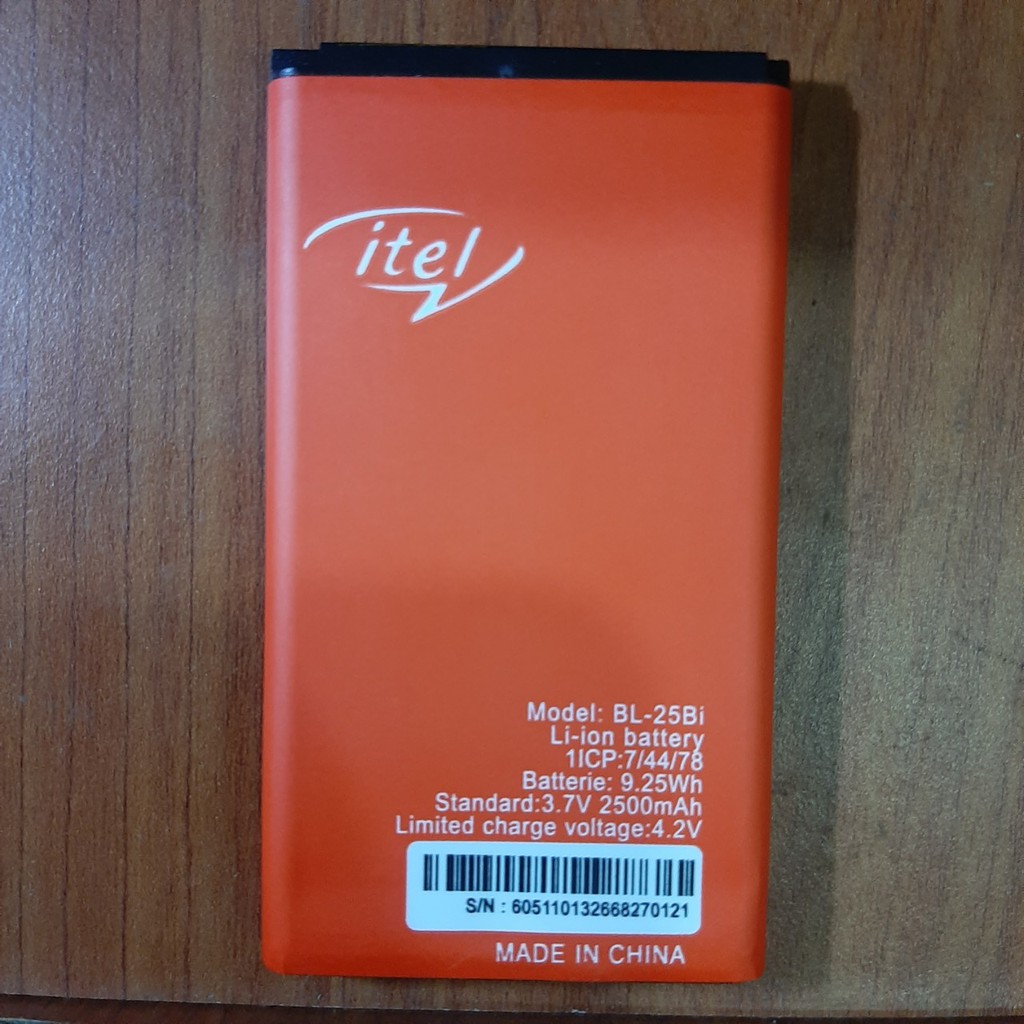 itel
Model: BL-25Bi
Li-ion battery
1ICP:7/44/78
Batterie: 9.25Wh
Standard:3.7V 2500mAh
Limited charge voltage:4.2V
S/N : 605110132668270121
MADE IN CHINA